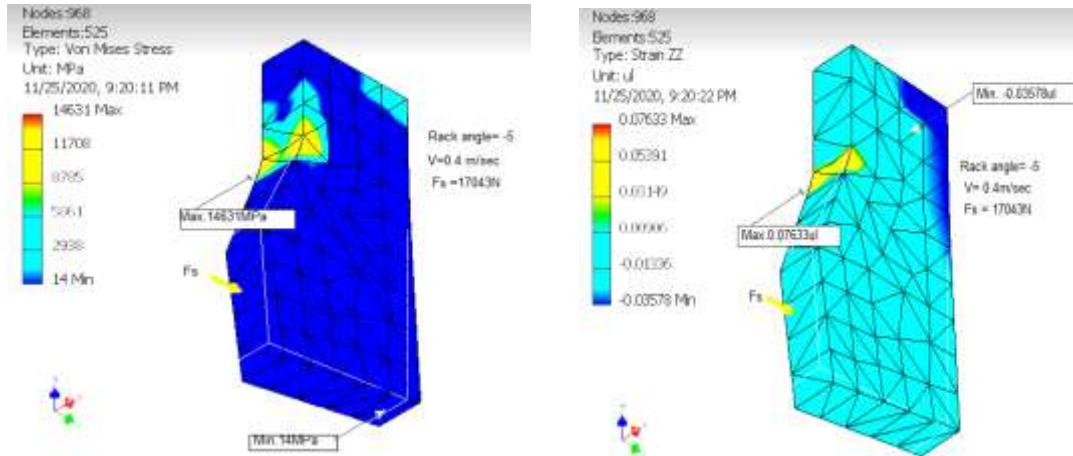 Nodes:968
Elements:525
Type: Von Mises Stress
Unit: MPa
11/25/2020, 9:20:11 PM
14631 Max
11708
8785
5861
2938
14 Min
Rack angle= -5
V=0.4 m/sec
Fs =17043N
Max.14631MPa
Fs
Min.14MPa
Nodes:968
Elements:525
Type: Strain ZZ
Unit: ul
11/25/2020, 9:20:22 PM
0.07633 Max
0.05391
0.03149
0.00906
-0.01336
-0.03578 Min
Min. -0.03578ul
Rack angle= -5
V= 0.4m/sec
Fs = 17043N
Max.0.07633ul
Fs